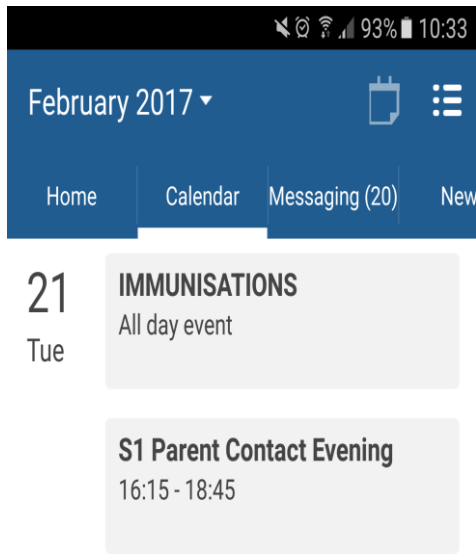 93% 10:33
February 2017
Home Calendar Messaging (20) New
21 IMMUNISATIONS
Tue All day event
S1 Parent Contact Evening
16:15 - 18:45